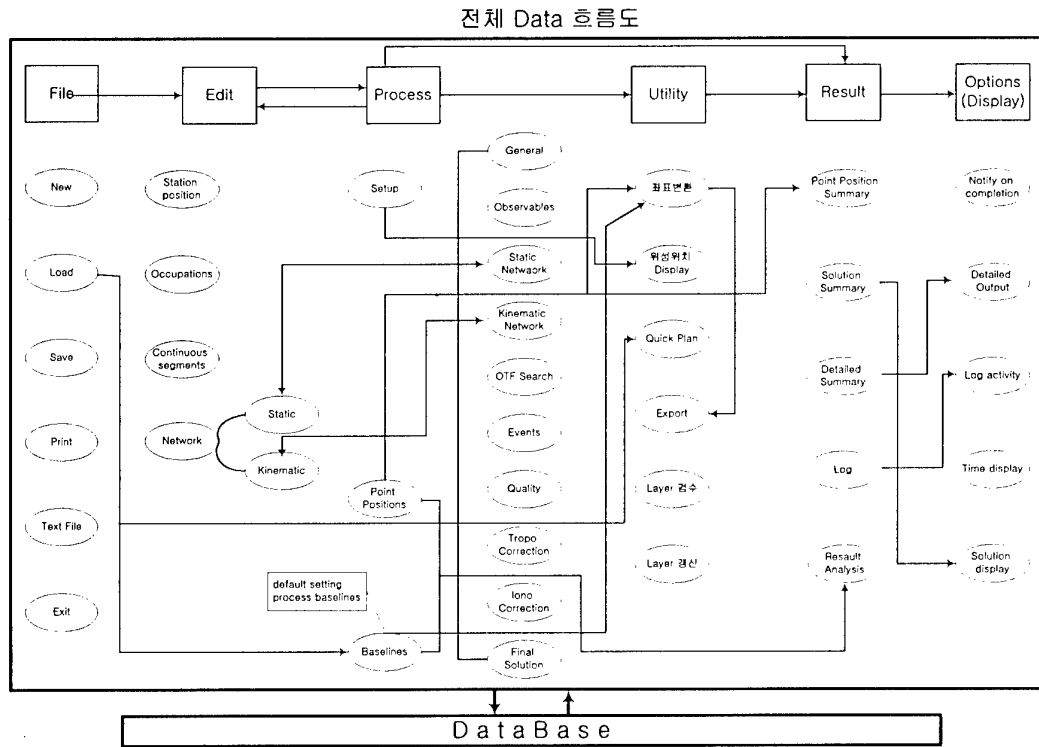 전체 Data 흐름도
File
Edit
Process
Utility
Result
Options
(Display)
New
Load
Save
Print
Text File
Exit
Station
position
Occupations
Continuous
segments
Network
Static
Kinematic
Setup
Point
Positions
default setting
process baselines
Baselines
General
Observables
Static
Netwaork
Kinematic
Network
OTF Search
Events
Quality
Tropo
Correction
Iono
Correction
Final
Solution
좌표변환
위성위치
Display
Quick Plan
Export
Layer 검수
Layer 갱신
Point Position
Summary
Solution
Summary
Detailed
Summary
Log
Resault
Analysis
Notify on
completion
Detailed
Output
Log activity
Time display
Solution
display
DataBase